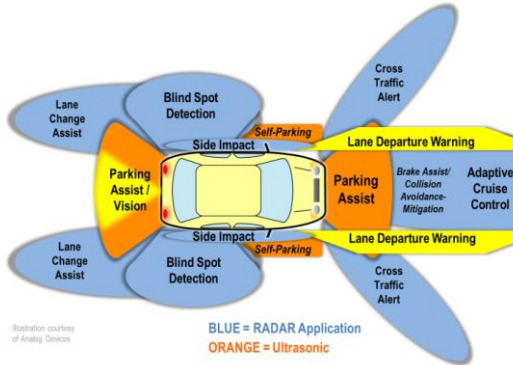 Lane
Change
Assist
Blind Spot
Detection
Cross
Traffic
Alert
Self-Parking
Side Impact
Lane Departure Warning
Parking
Assist /
Vision
Parking
Assist
Brake Assist/
Collision
Avoidance-
Mitigation
Adaptive
Cruise
Control
Side Impact
Lane Departure Warning
Self-Parking
Lane
Change
Assist
Blind Spot
Detection
Cross
Traffic
Alert
Illustration courtesy
of Analog Devices
BLUE = RADAR Application
ORANGE = Ultrasonic